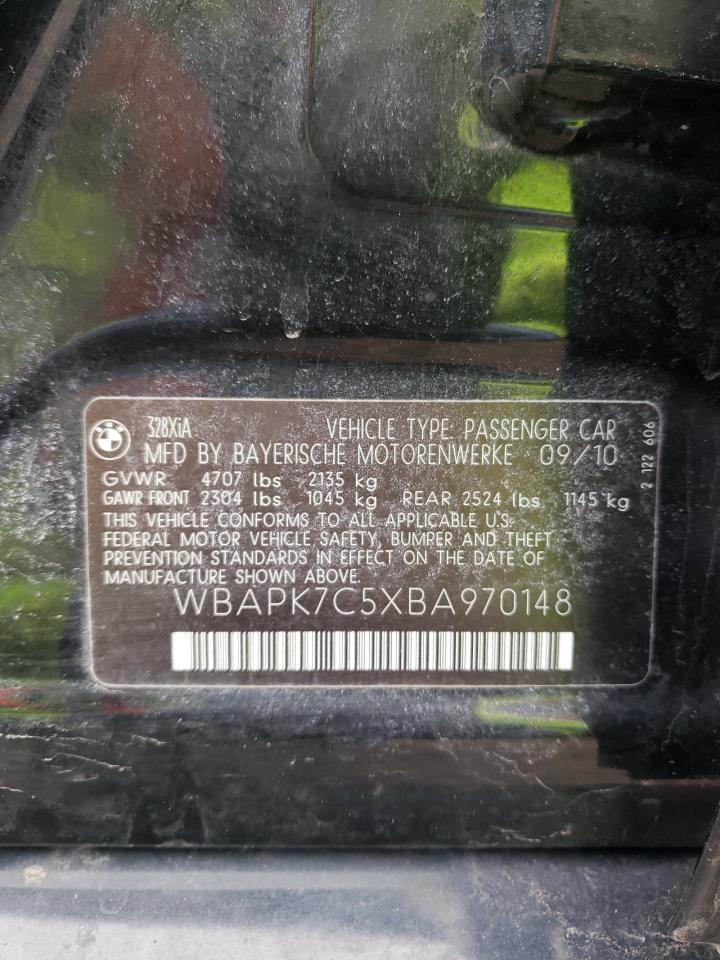 328XiA VEHICLE TYPE: PASSENGER CAR
MFD BY BAYERISCHE MOTORENWERKE 09/10
GVWR 4707 lbs 2135 kg
GAWR FRONT 2304 lbs 1045 kg REAR 2524 lbs 1145 kg
THIS VEHICLE CONFORMS TO ALL APPLICABLE U.S.
FEDERAL MOTOR VEHICLE SAFETY, BUMPER AND THEFT
PREVENTION STANDARDS IN EFFECT ON THE DATE OF
MANUFACTURE SHOWN ABOVE.
WBAPK7C5XBA970148
2 122 606